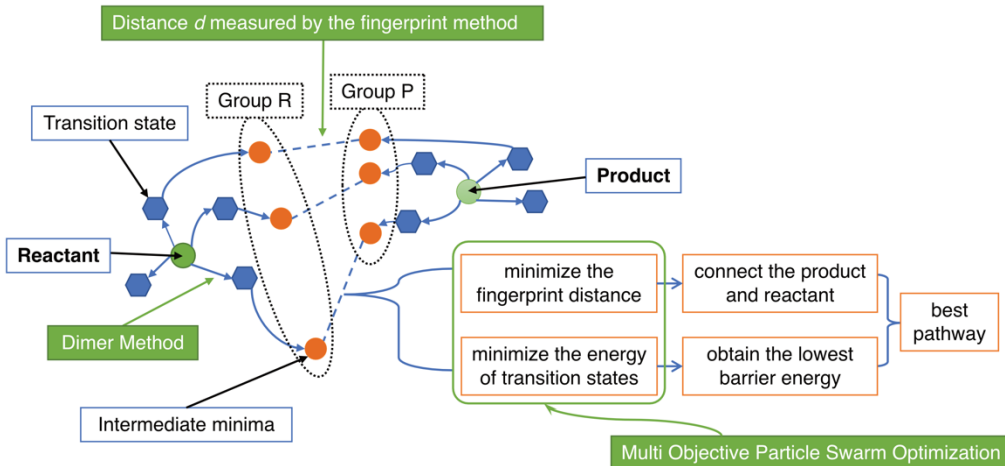 Distance d measured by the fingerprint method
Group R
Group P
Transition state
Product
Reactant
Dimer Method
Intermediate minima
minimize the
fingerprint distance
connect the product
and reactant
minimize the energy
of transition states
obtain the lowest
barrier energy
best
pathway
Multi Objective Particle Swarm Optimization